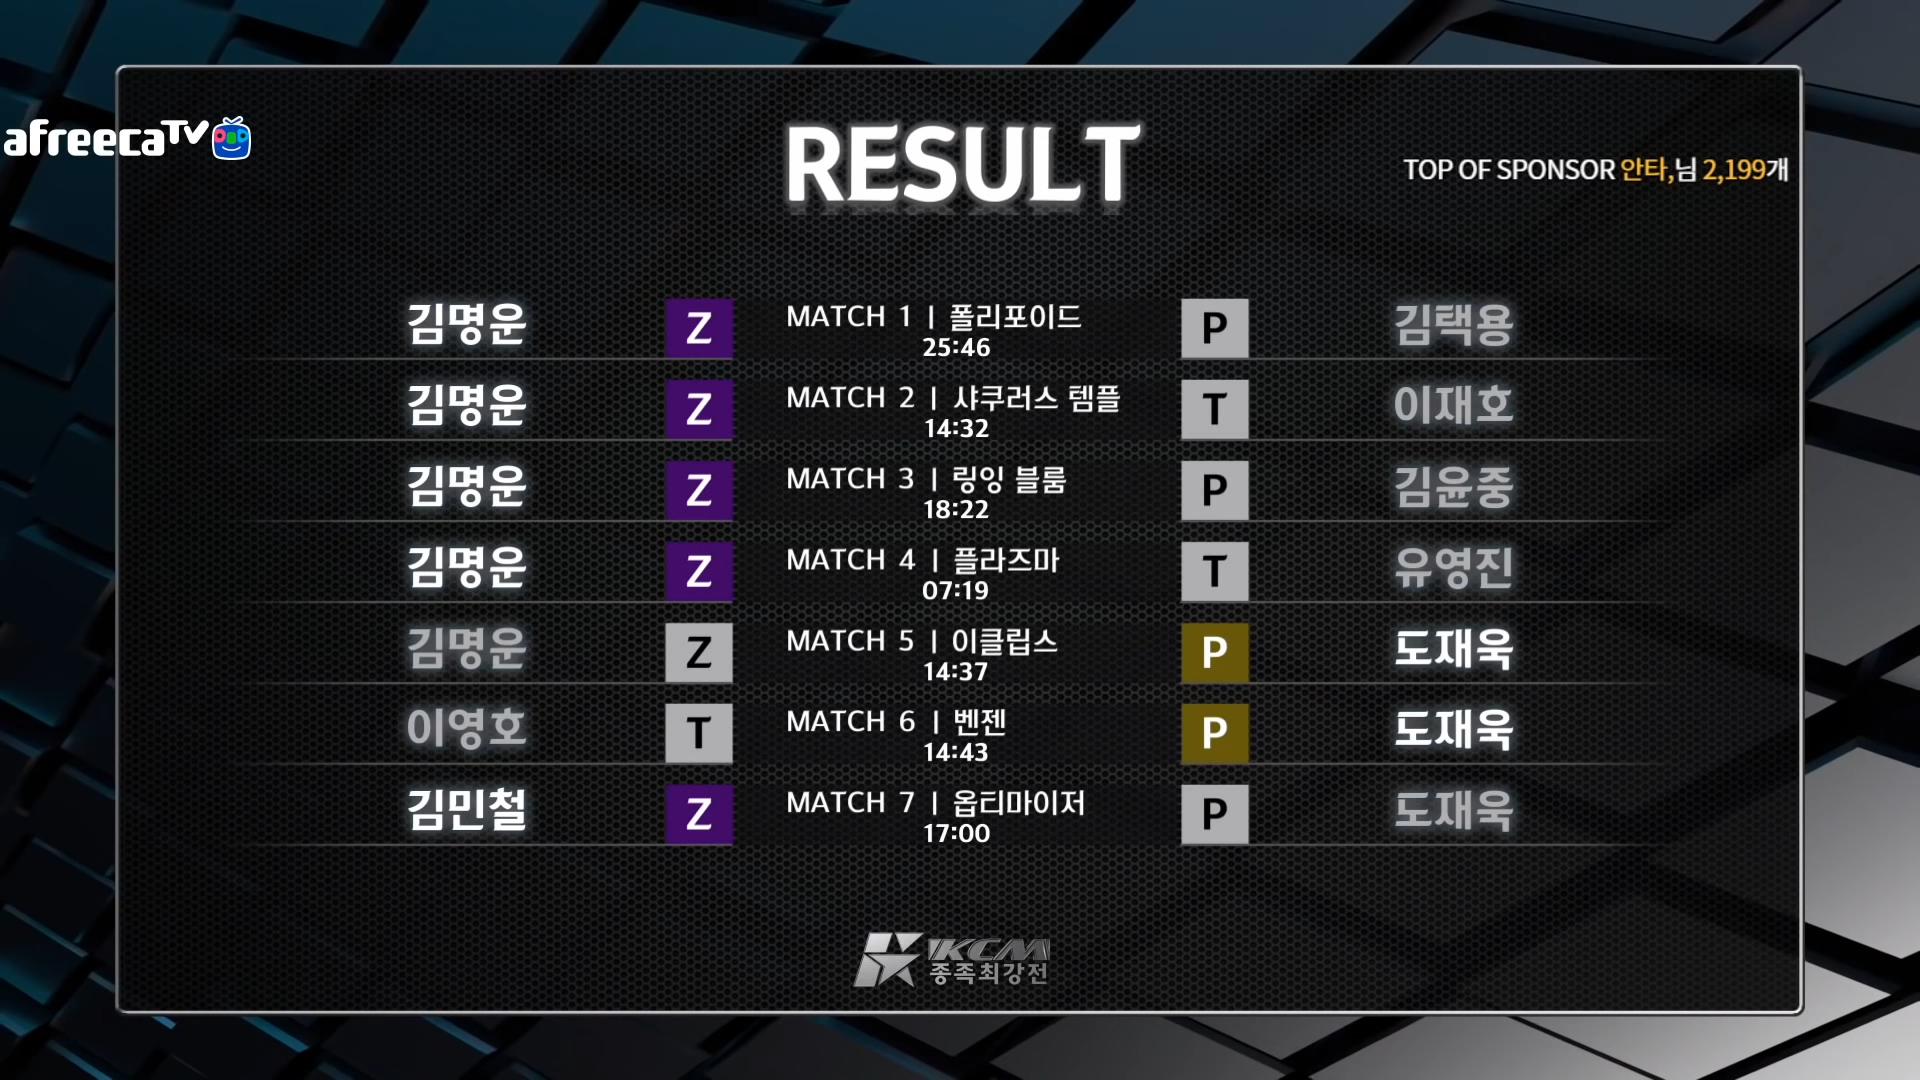 afreecaTV
RESULT
TOP OF SPONSOR 안타,님 2,199개
김명운 Z MATCH 1 | 폴리포이드 P 김택용
25:46
김명운 Z MATCH 2 | 샤쿠러스 템플 T 이재호
14:32
김명운 Z MATCH 3 | 링잉 블룸 P 김윤중
18:22
김명운 Z MATCH 4 | 플라즈마 T 유영진
07:19
김명운 Z MATCH 5 | 이클립스 P 도재욱
14:37
이영호 T MATCH 6 | 벤젠 P 도재욱
14:43
김민철 Z MATCH 7 | 옵티마이저 P 도재욱
17:00
KCM
종족최강전